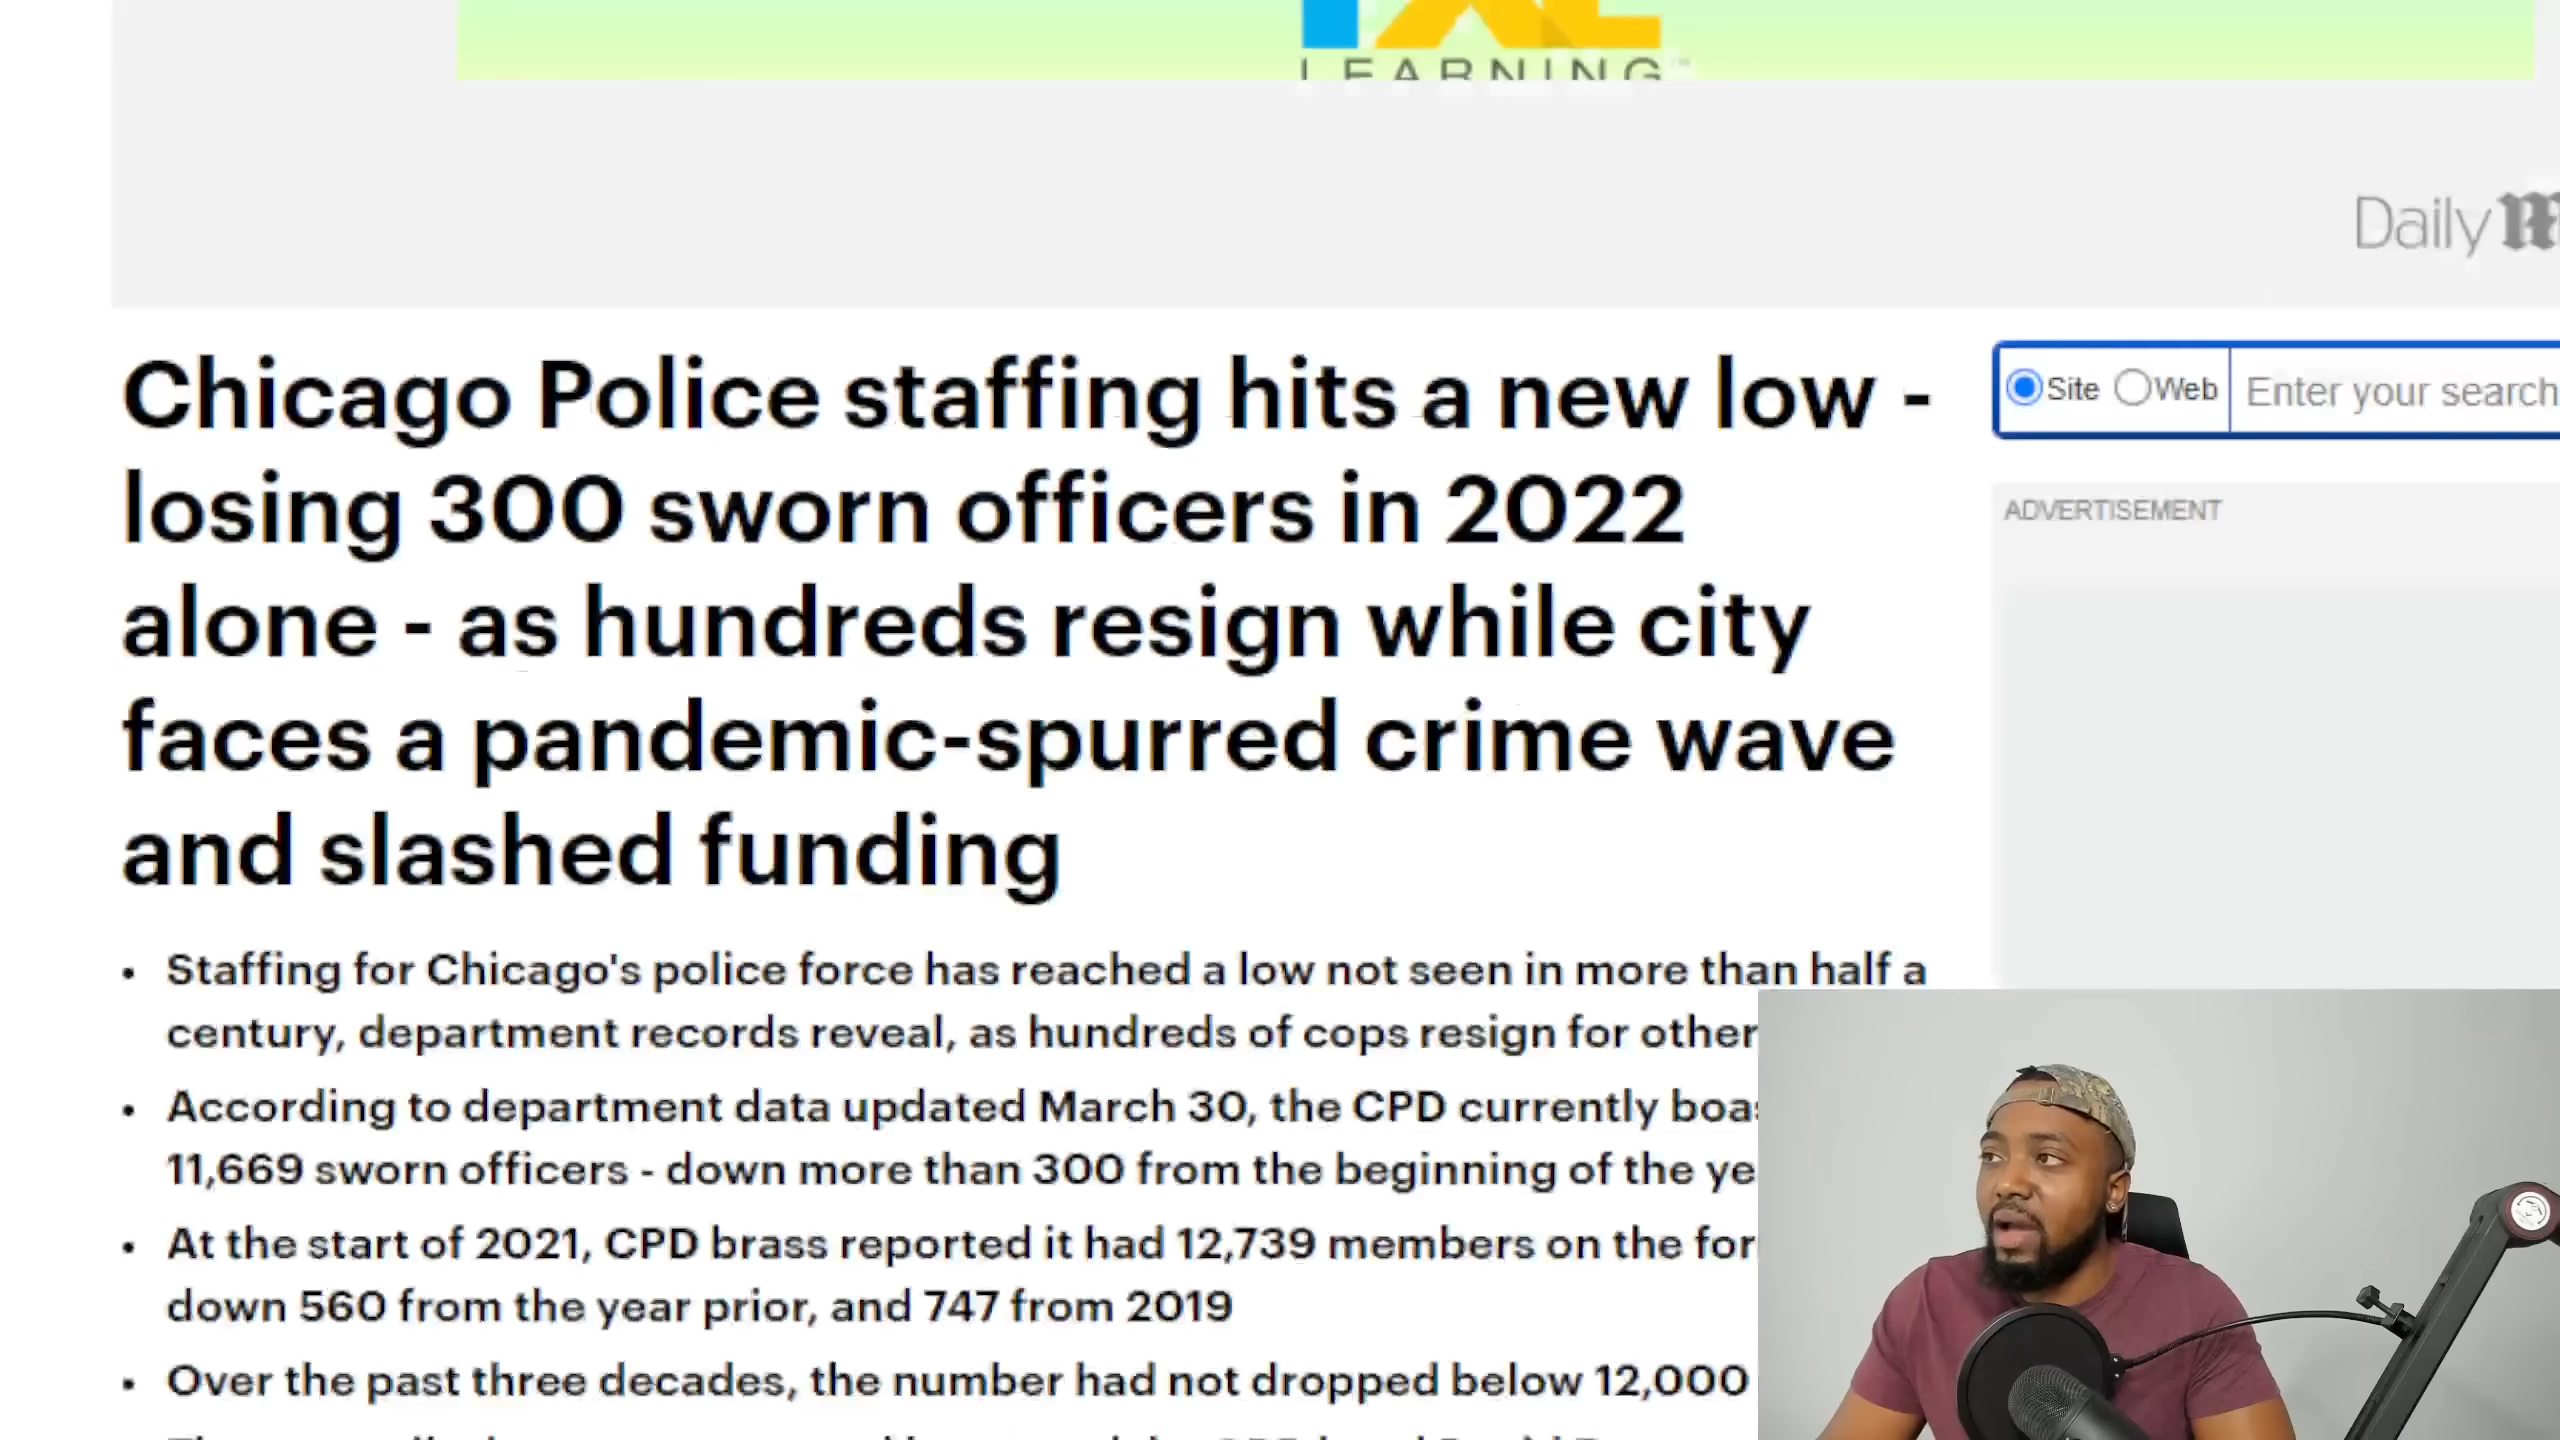 LEARNING
Daily
Chicago Police staffing hits a new low -
losing 300 sworn officers in 2022
alone - as hundreds resign while city
faces a pandemic-spurred crime wave
and slashed funding
Site Web Enter your search
ADVERTISEMENT
• Staffing for Chicago's police force has reached a low not seen in more than half a
century, department records reveal, as hundreds of cops resign for other
• According to department data updated March 30, the CPD currently
11,669 sworn officers - down more than 300 from the beginning of the
• At the start of 2021, CPD brass reported it had 12,739 members on the
down 560 from the year prior, and 747 from 2019
• Over the past three decades, the number had not dropped below 12,000